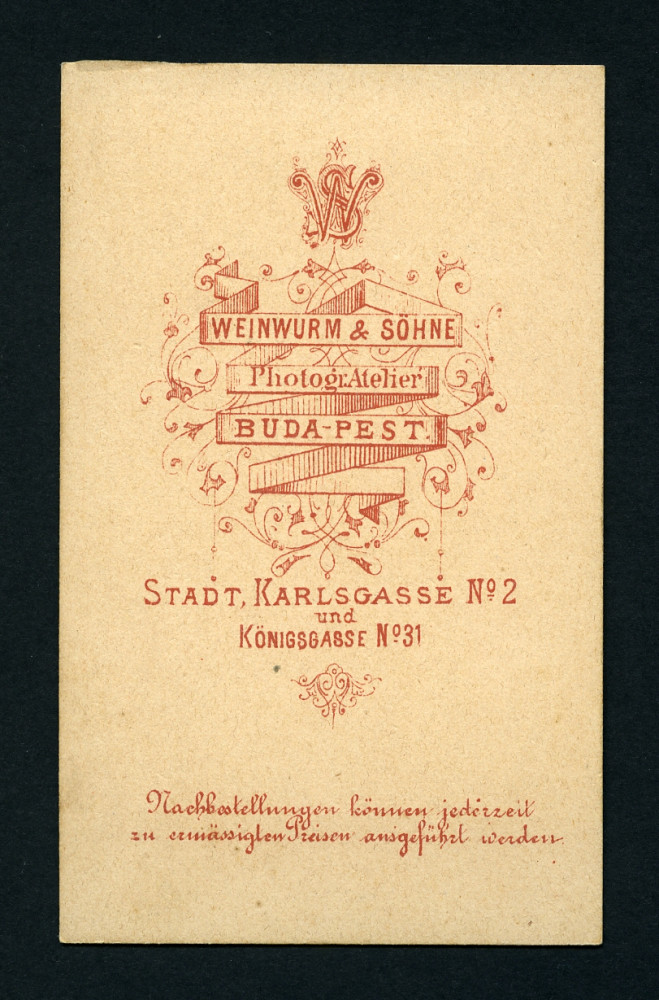 WS
WEINWURM & SÖHNE
Photogr. Atelier
BUDA-PEST.
STADT, KARLSGASSE Nº 2
und
KÖNIGSGASSE Nº 31
Nachbestellungen können jederzeit
zu ermässigten Preisen ausgeführt werden.